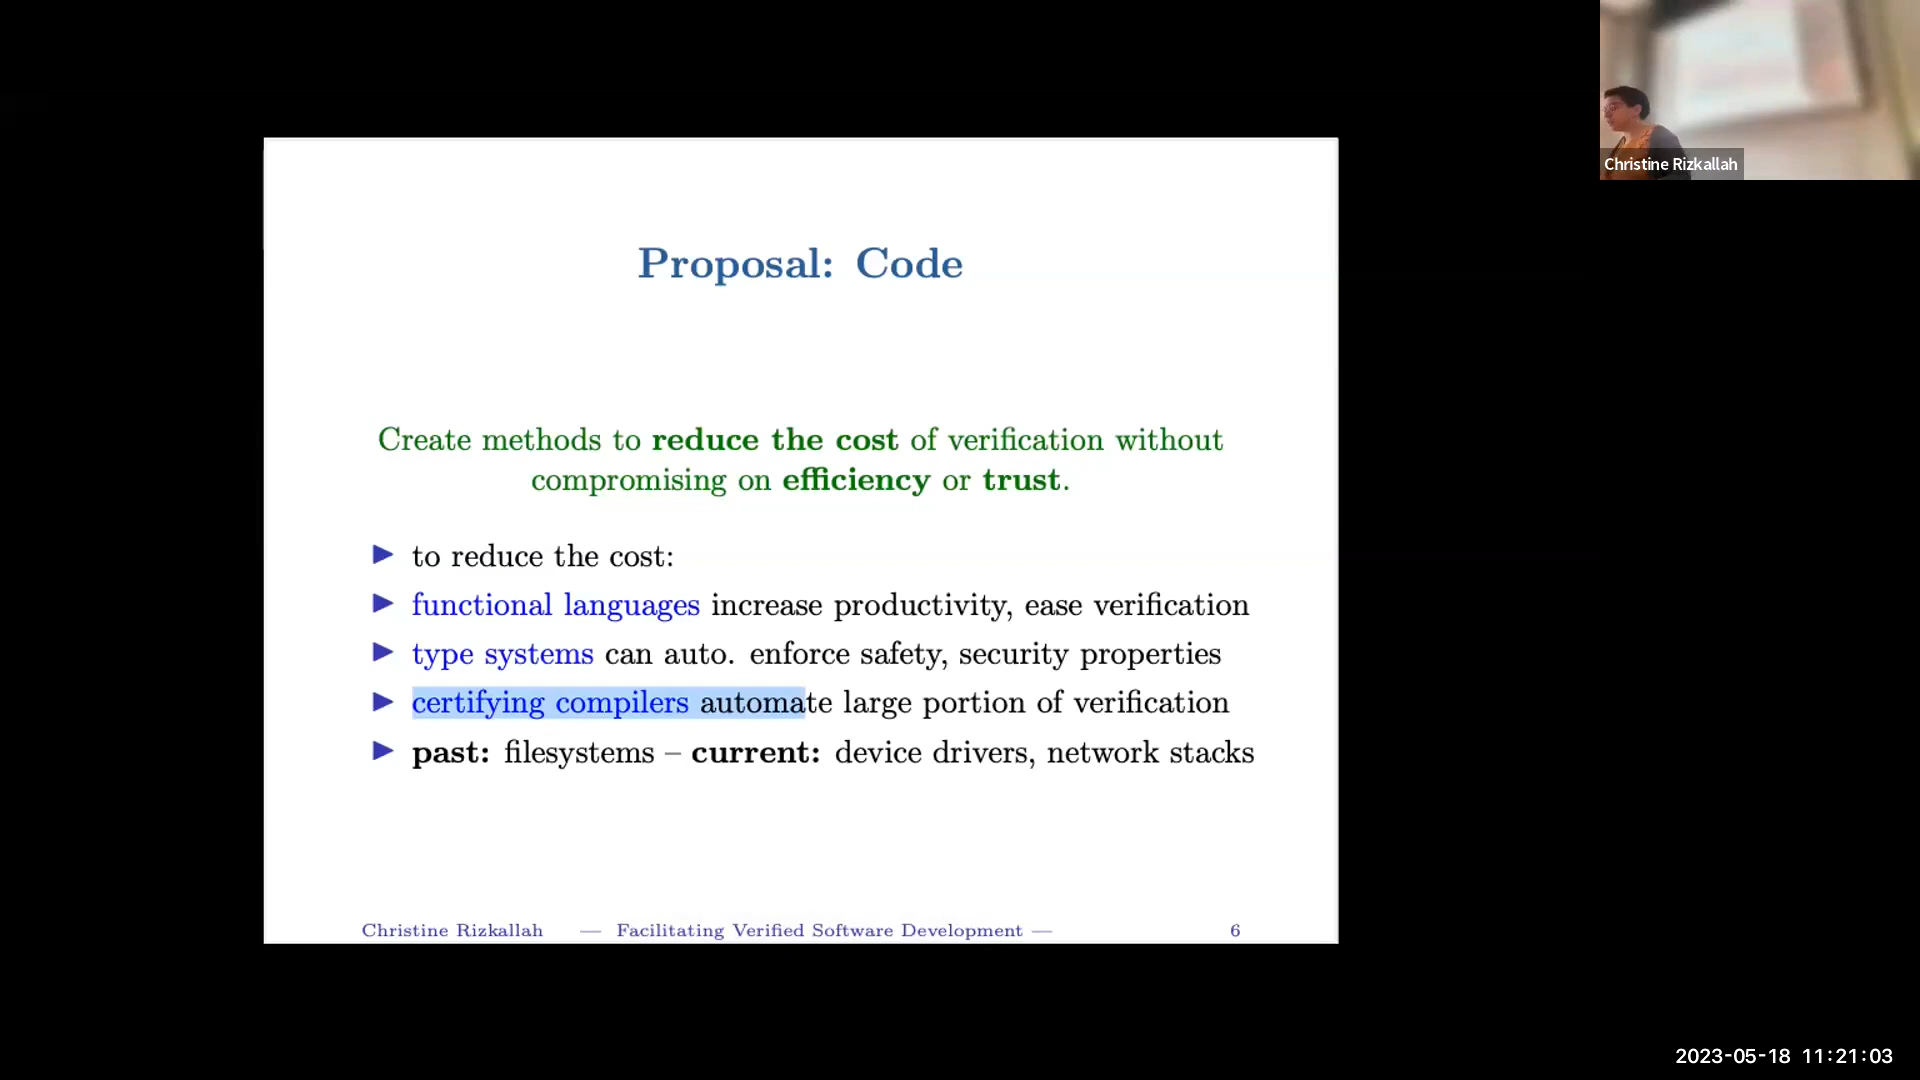 Christine Rizkallah
Proposal: Code
Create methods to reduce the cost of verification without
compromising on efficiency or trust.
▶ to reduce the cost:
▶ functional languages increase productivity, ease verification
▶ type systems can auto. enforce safety, security properties
▶ certifying compilers automate large portion of verification
▶ past: filesystems – current: device drivers, network stacks
Christine Rizkallah — Facilitating Verified Software Development — 6
2023-05-18 11:21:03